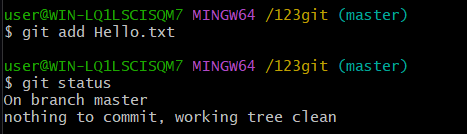 user@WIN-LQ1LSCISQM7 MINGW64 /123git (master)
$ git add Hello.txt
user@WIN-LQ1LSCISQM7 MINGW64 /123git (master)
$ git status
On branch master
nothing to commit, working tree clean